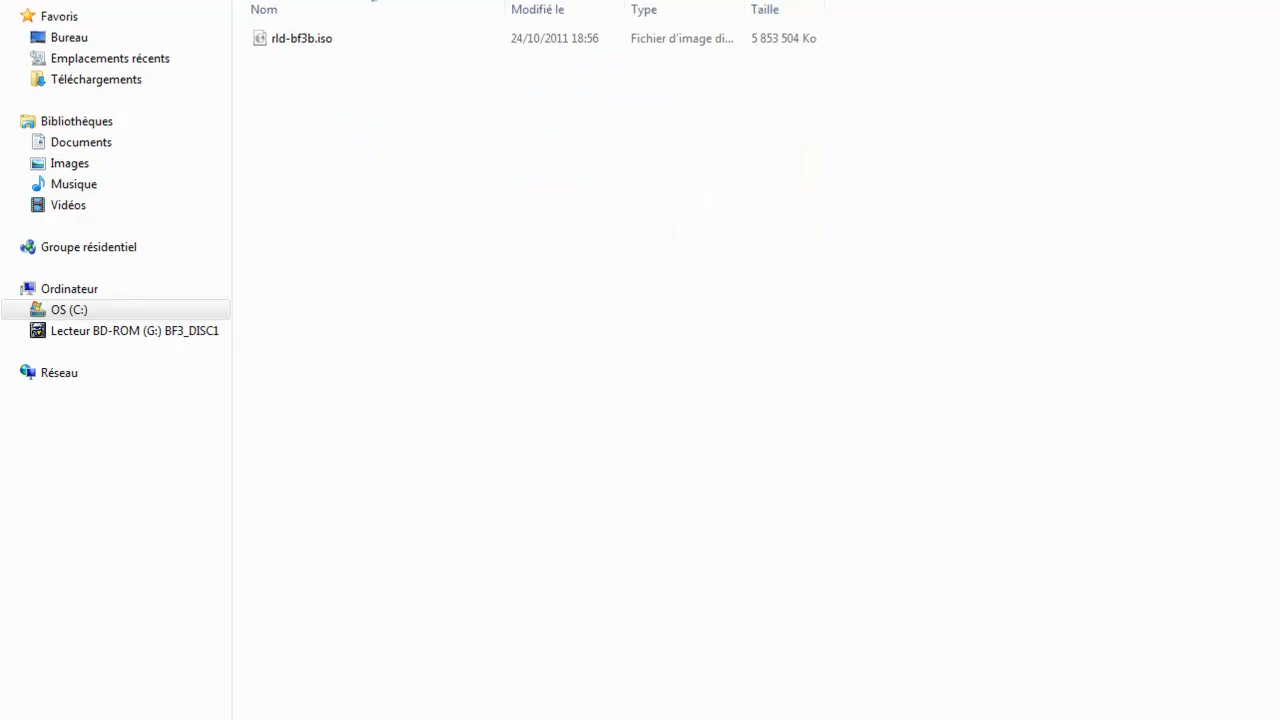 Nom Modifié le Type Taille
rld-bf3b.iso 24/10/2011 18:56 Fichier d'image di... 5 853 504 Ko
Favoris
Bureau
Emplacements récents
Téléchargements
Bibliothèques
Documents
Images
Musique
Vidéos
Groupe résidentiel
Ordinateur
OS (C:)
Lecteur BD-ROM (G:) BF3_DISC1
Réseau